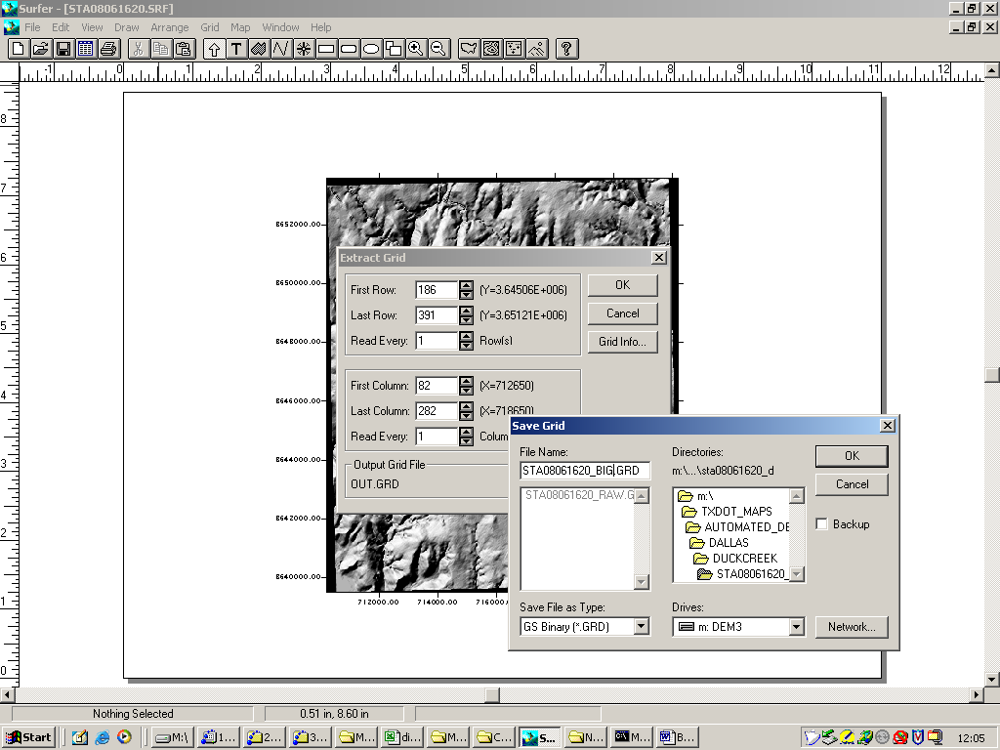 Surfer - [STA08061620.SRF]
File Edit View Draw Arrange Grid Map Window Help
-1 0 1 2 3 4 5 6 7 8 9 10 11 12
8
7
6
5
4
3
2
1
0
8652000.00
8650000.00
8648000.00
8646000.00
8644000.00
8642000.00
8640000.00
712000.00 714000.00 716000
Extract Grid
First Row: 186 (Y=3.64506E+006)
Last Row: 391 (Y=3.65121E+006)
Read Every: 1 Row(s)
OK
Cancel
Grid Info...
First Column: 82 (X=712650)
Last Column: 282 (X=718650)
Read Every: 1 Colum
Output Grid File
OUT.GRD
Save Grid
File Name:
STA08061620_BIG.GRD
STA08061620_RAW.G
Save File as Type:
GS Binary (*.GRD)
Directories:
m:\...\sta08061620_d
m:\
TXDOT_MAPS
AUTOMATED_DE
DALLAS
DUCKCREEK
STA08061620_
Drives:
m: DEM3
OK
Cancel
Backup
Network...
Nothing Selected
0.51 in, 8.60 in
Start
M:\
1...
2...
3...
M...
di...
M...
C...
S...
N...
M...
B...
12:05